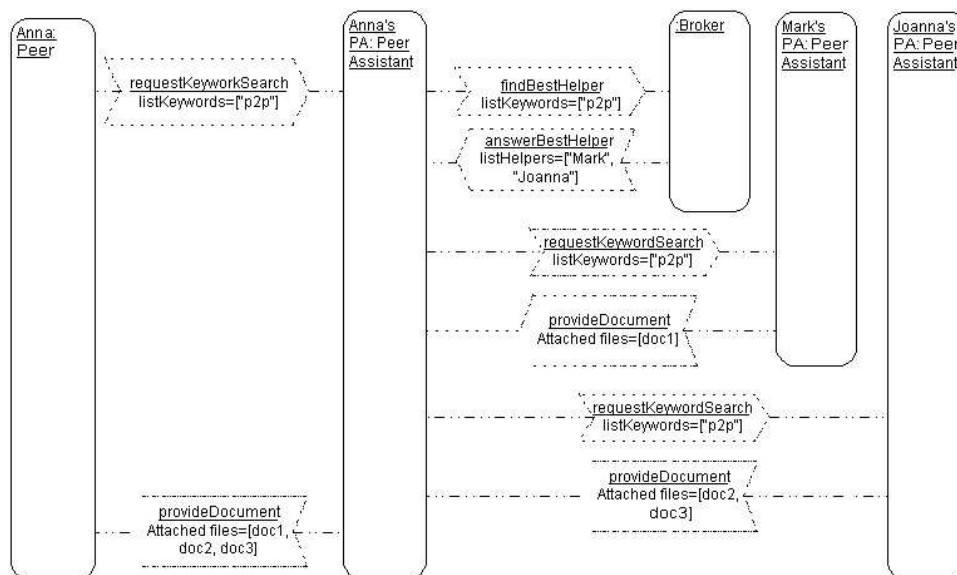 Anna:
Peer
Anna's
PA: Peer
Assistant
:Broker
Mark's
PA: Peer
Assistant
Joanna's
PA: Peer
Assistant
requestKeyworkSearch
listKeywords=["p2p"]
findBestHelper
listKeywords=["p2p"]
answerBestHelper
listHelpers=["Mark",
"Joanna"]
requestKeywordSearch
listKeywords=["p2p"]
provideDocument
Attached files=[doc1]
requestKeywordSearch
listKeywords=["p2p"]
provideDocument
Attached files=[doc2,
doc3]
provideDocument
Attached files=[doc1,
doc2, doc3]